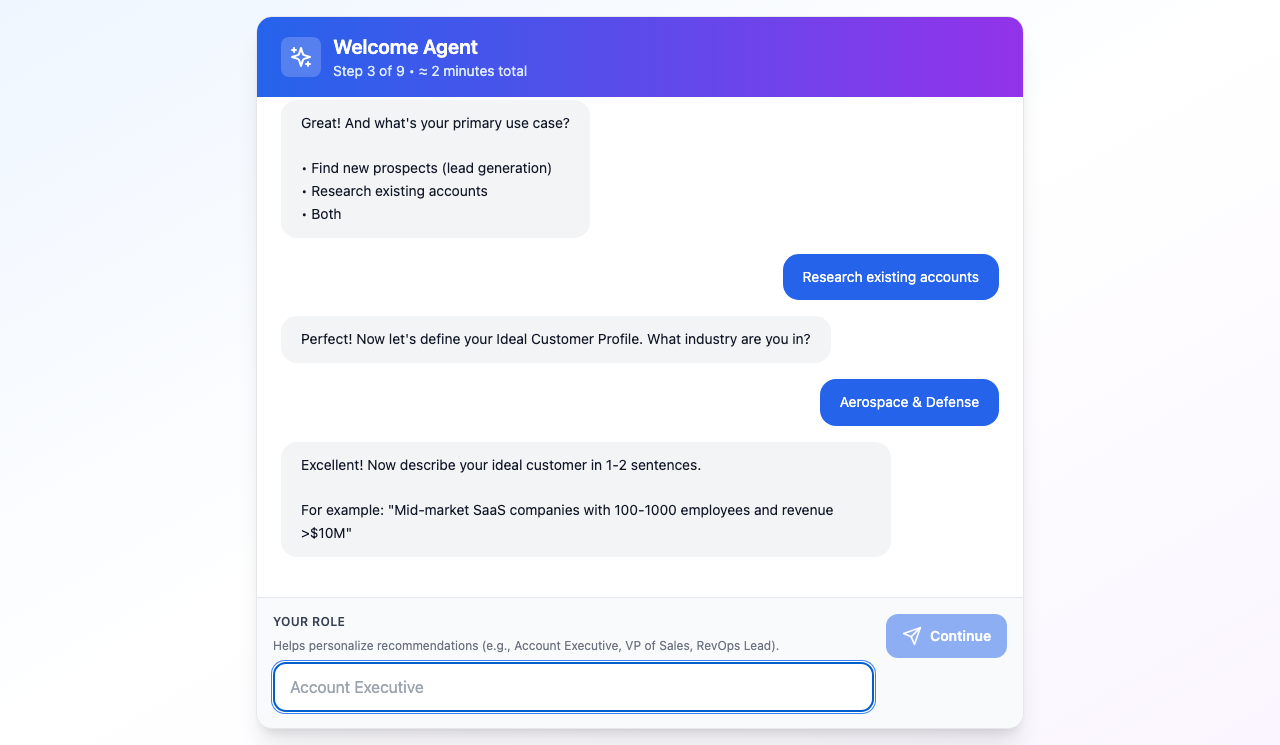 Welcome Agent
Step 3 of 9 • ≈ 2 minutes total
Great! And what's your primary use case?
• Find new prospects (lead generation)
• Research existing accounts
• Both
Research existing accounts
Perfect! Now let's define your Ideal Customer Profile. What industry are you in?
Aerospace & Defense
Excellent! Now describe your ideal customer in 1-2 sentences.
For example: "Mid-market SaaS companies with 100-1000 employees and revenue
>$10M"
YOUR ROLE
Helps personalize recommendations (e.g., Account Executive, VP of Sales, RevOps Lead).
Account Executive
Continue